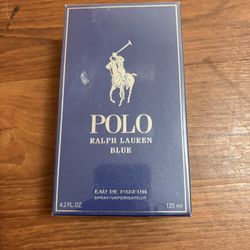 POLO
RALPH LAUREN
BLUE
EAU DE PARFUM
SPRAY/VAPORISATEUR
4.2 FL.OZ 125 ml